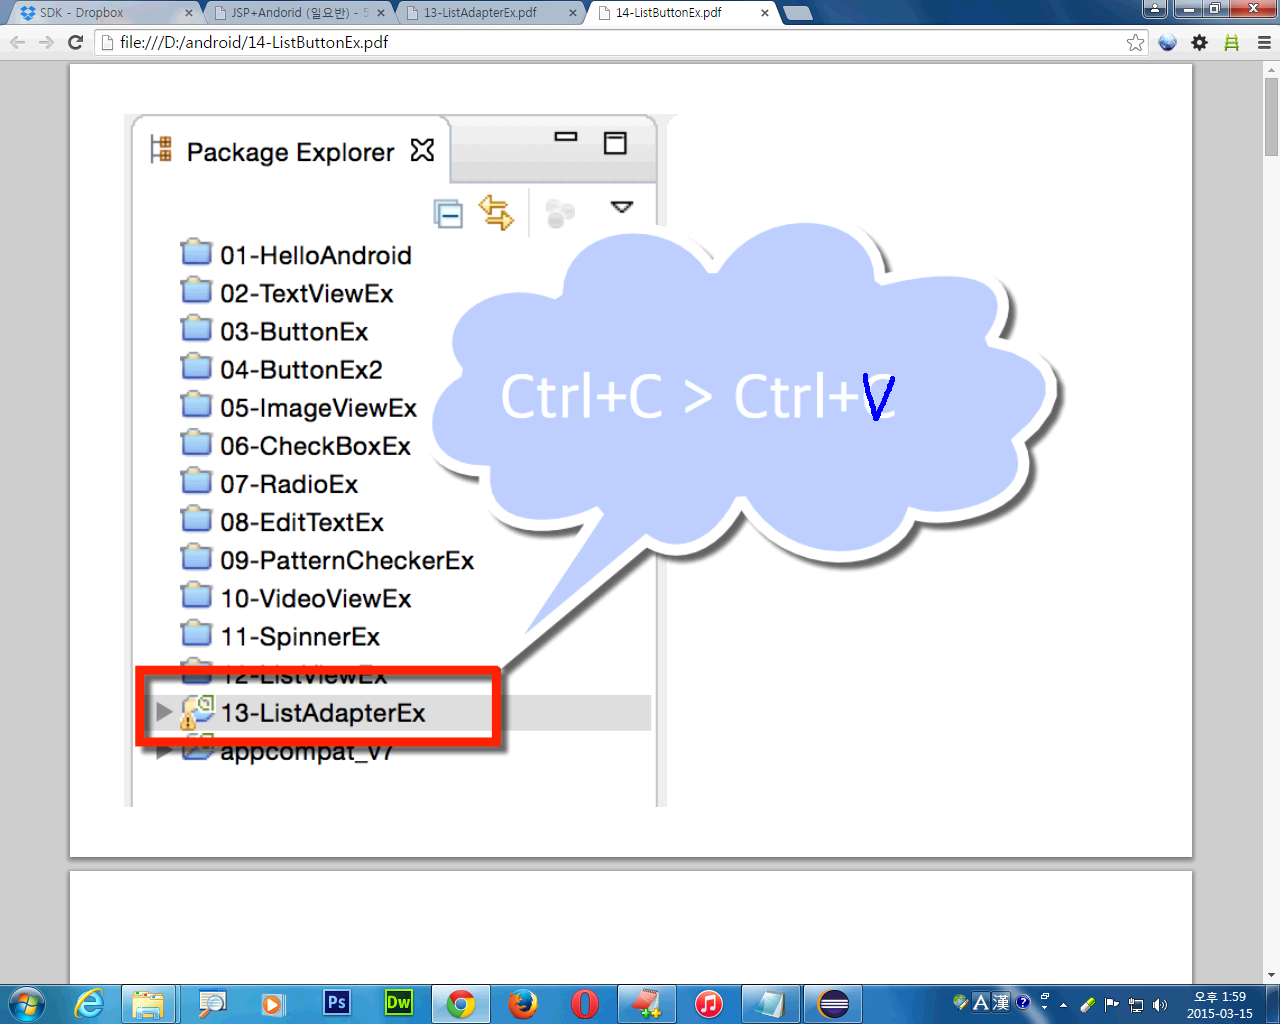 SDK - Dropbox
JSP+Andorid (일요반) - 5
13-ListAdapterEx.pdf
14-ListButtonEx.pdf
file:///D:/android/14-ListButtonEx.pdf
Package Explorer
01-HelloAndroid
02-TextViewEx
03-ButtonEx
04-ButtonEx2
05-ImageViewEx
06-CheckBoxEx
07-RadioEx
08-EditTextEx
09-PatternCheckerEx
10-VideoViewEx
11-SpinnerEx
12-ListViewEx
13-ListAdapterEx
appcompat_v7
Ctrl+C > Ctrl+C
V
Ps
Dw
A 漢
오후 1:59
2015-03-15